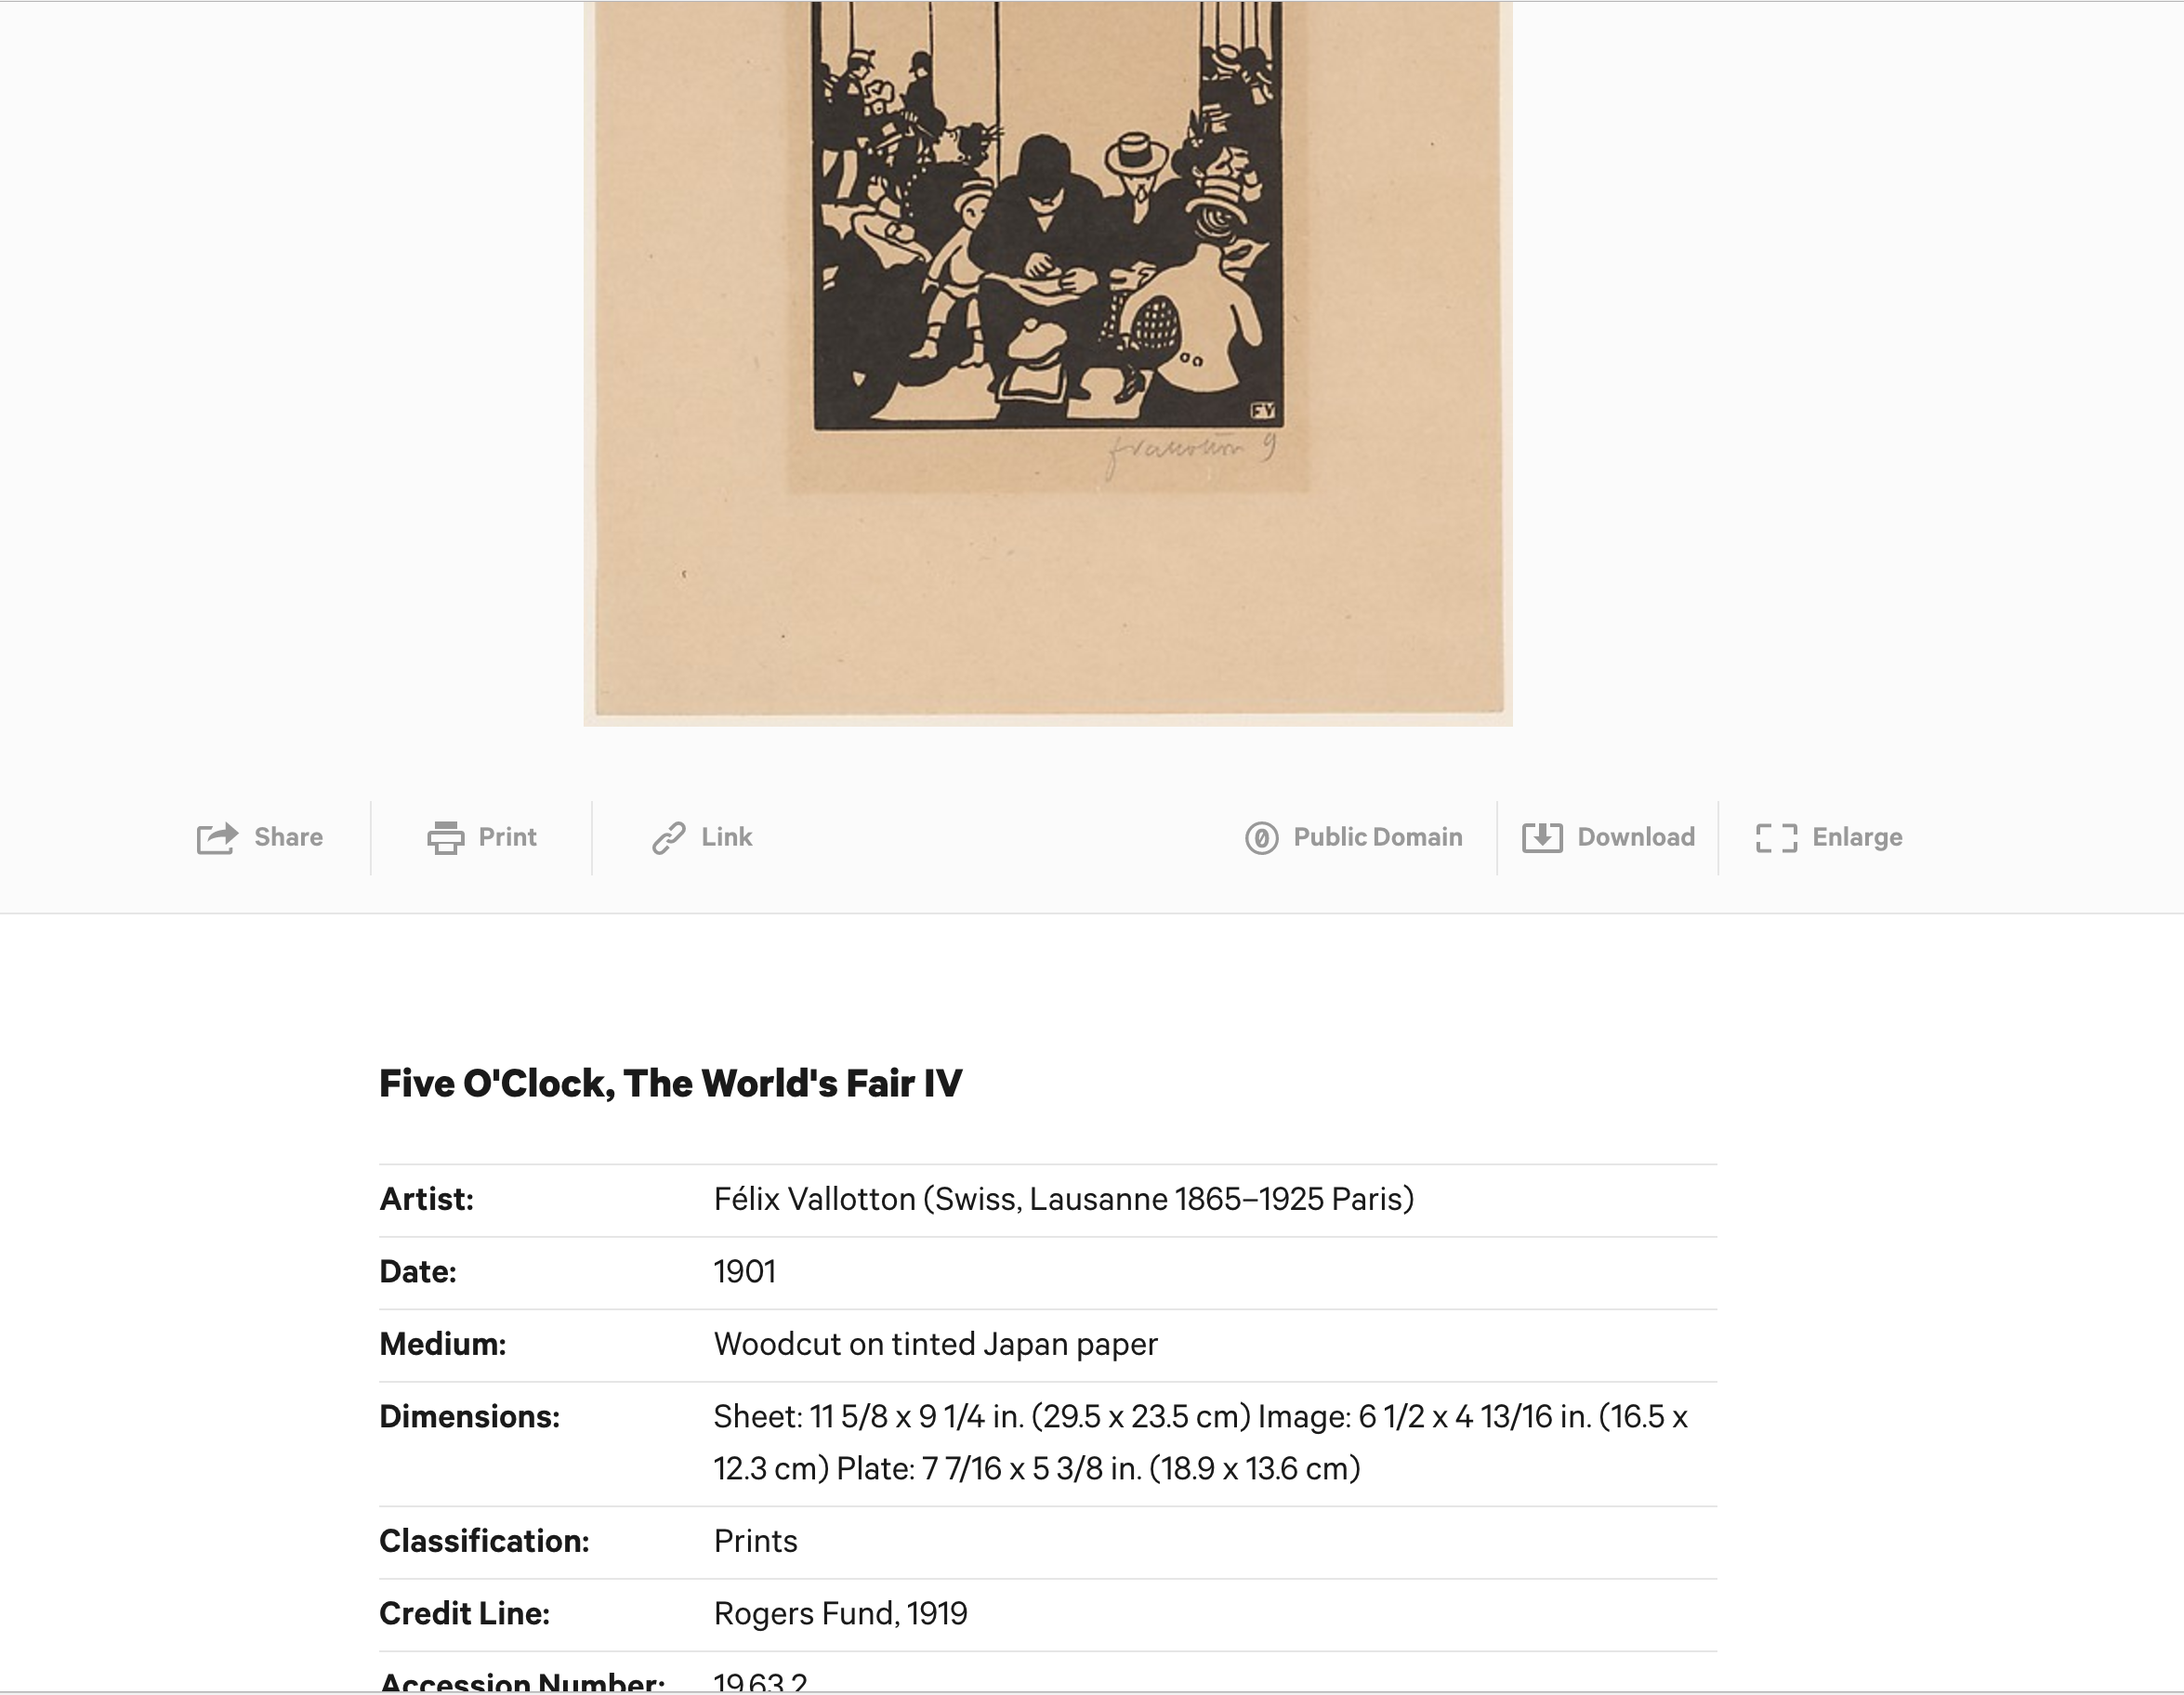 FV
fvallotton 9
Share
Print
Link
Public Domain
Download
Enlarge
Five O'Clock, The World's Fair IV
Artist: Félix Vallotton (Swiss, Lausanne 1865–1925 Paris)
Date: 1901
Medium: Woodcut on tinted Japan paper
Dimensions: Sheet: 11 5/8 x 9 1/4 in. (29.5 x 23.5 cm) Image: 6 1/2 x 4 13/16 in. (16.5 x
12.3 cm) Plate: 7 7/16 x 5 3/8 in. (18.9 x 13.6 cm)
Classification: Prints
Credit Line: Rogers Fund, 1919
Accession Number: 19.63.2